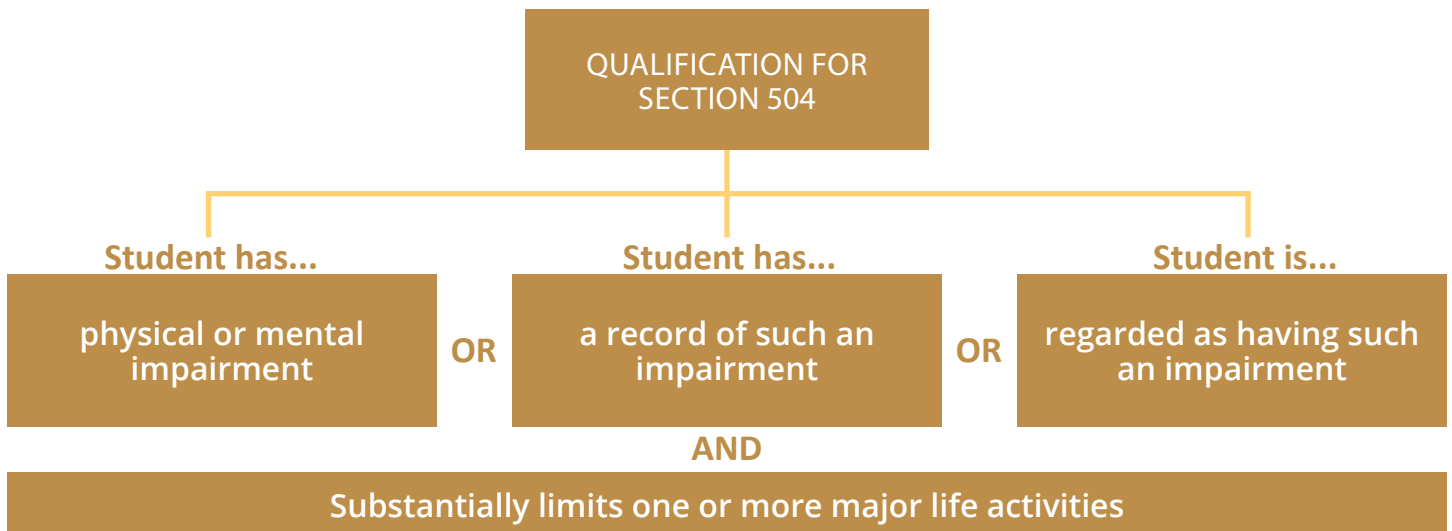 QUALIFICATION FOR
SECTION 504
Student has...
physical or mental
impairment
OR
Student has...
a record of such an
impairment
OR
Student is...
regarded as having such
an impairment
AND
Substantially limits one or more major life activities